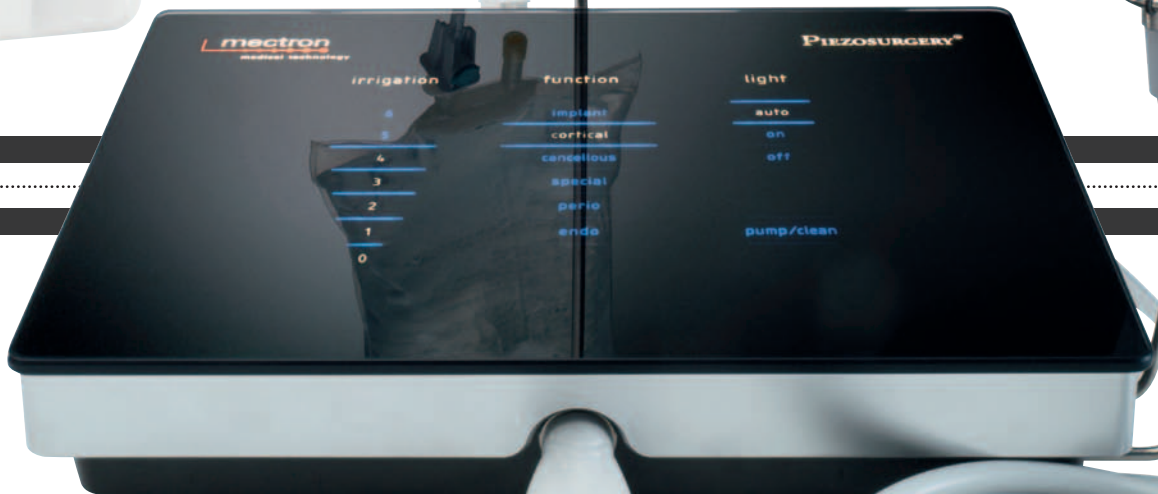 mectron
medical technology
PIEZOSURGERY®
irrigation
6
5
4
3
2
1
0
function
implant
cortical
cancellous
special
perio
endo
light
auto
on
off
pump/clean